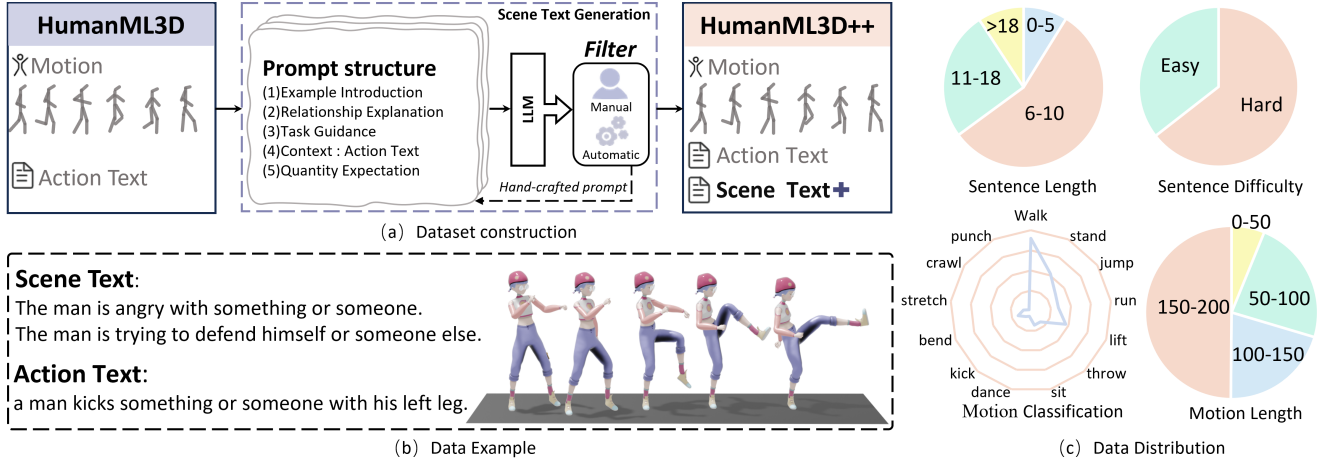 HumanML3D
Motion
Action Text
Scene Text Generation
Prompt structure
(1)Example Introduction
(2)Relationship Explanation
(3)Task Guidance
(4)Context : Action Text
(5)Quantity Expectation
LLM
Filter
Manual
Automatic
Hand-crafted prompt
HumanML3D++
Motion
Action Text
Scene Text+
(a) Dataset construction
Scene Text:
The man is angry with something or someone.
The man is trying to defend himself or someone else.
Action Text:
a man kicks something or someone with his left leg.
(b) Data Example
>18
0-5
11-18
6-10
Sentence Length
Easy
Hard
Sentence Difficulty
Walk
punch
stand
crawl
jump
stretch
run
bend
lift
kick
throw
dance
sit
Motion Classification
0-50
150-200
50-100
100-150
Motion Length
(c) Data Distribution